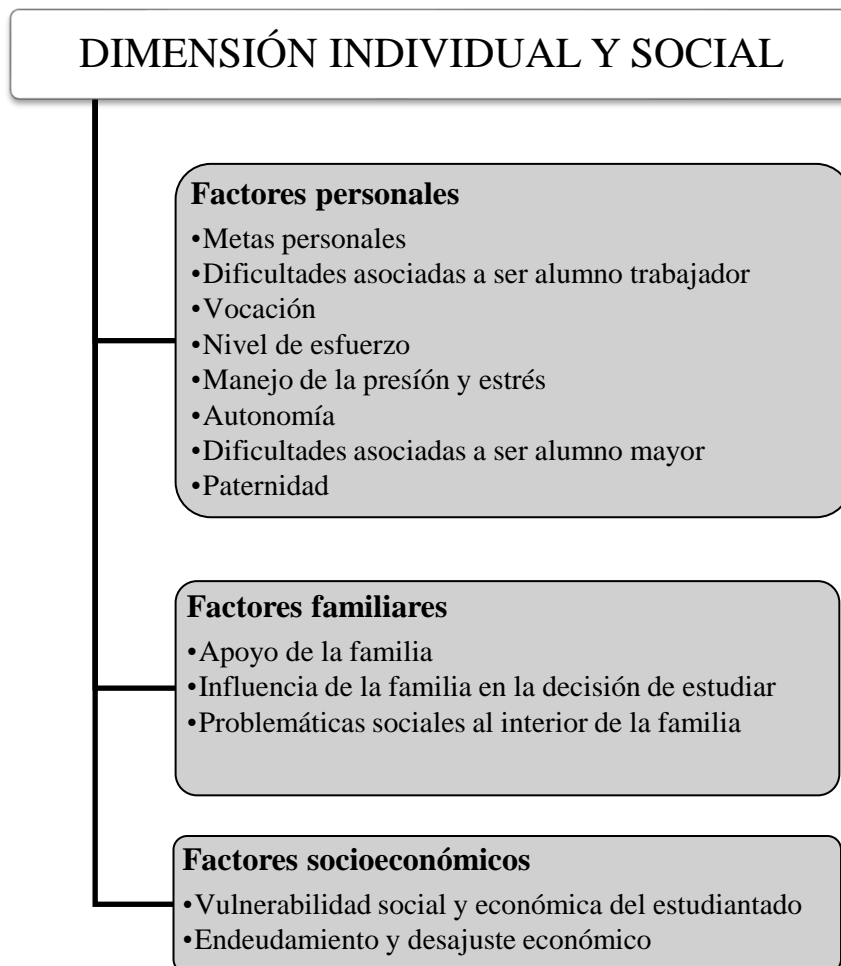 DIMENSIÓN INDIVIDUAL Y SOCIAL
Factores personales
•Metas personales
•Dificultades asociadas a ser alumno trabajador
•Vocación
•Nivel de esfuerzo
•Manejo de la presíón y estrés
•Autonomía
•Dificultades asociadas a ser alumno mayor
•Paternidad
Factores familiares
•Apoyo de la familia
•Influencia de la familia en la decisión de estudiar
•Problemáticas sociales al interior de la familia
Factores socioeconómicos
•Vulnerabilidad social y económica del estudiantado
•Endeudamiento y desajuste económico